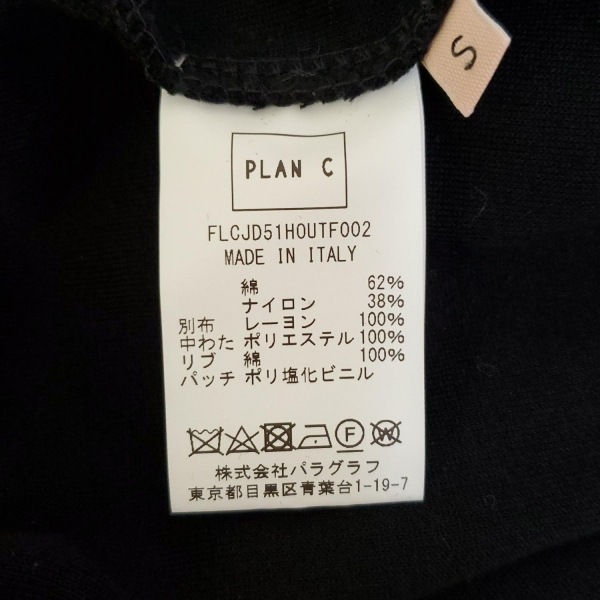 S
PLAN C
FLCJD51HOUTF002
MADE IN ITALY
綿 62%
ナイロン 38%
別布 レーヨン 100%
中わた ポリエステル 100%
リブ 綿 100%
パッチ ポリ塩化ビニル
F
W
株式会社パラグラフ
東京都目黒区青葉台1-19-7